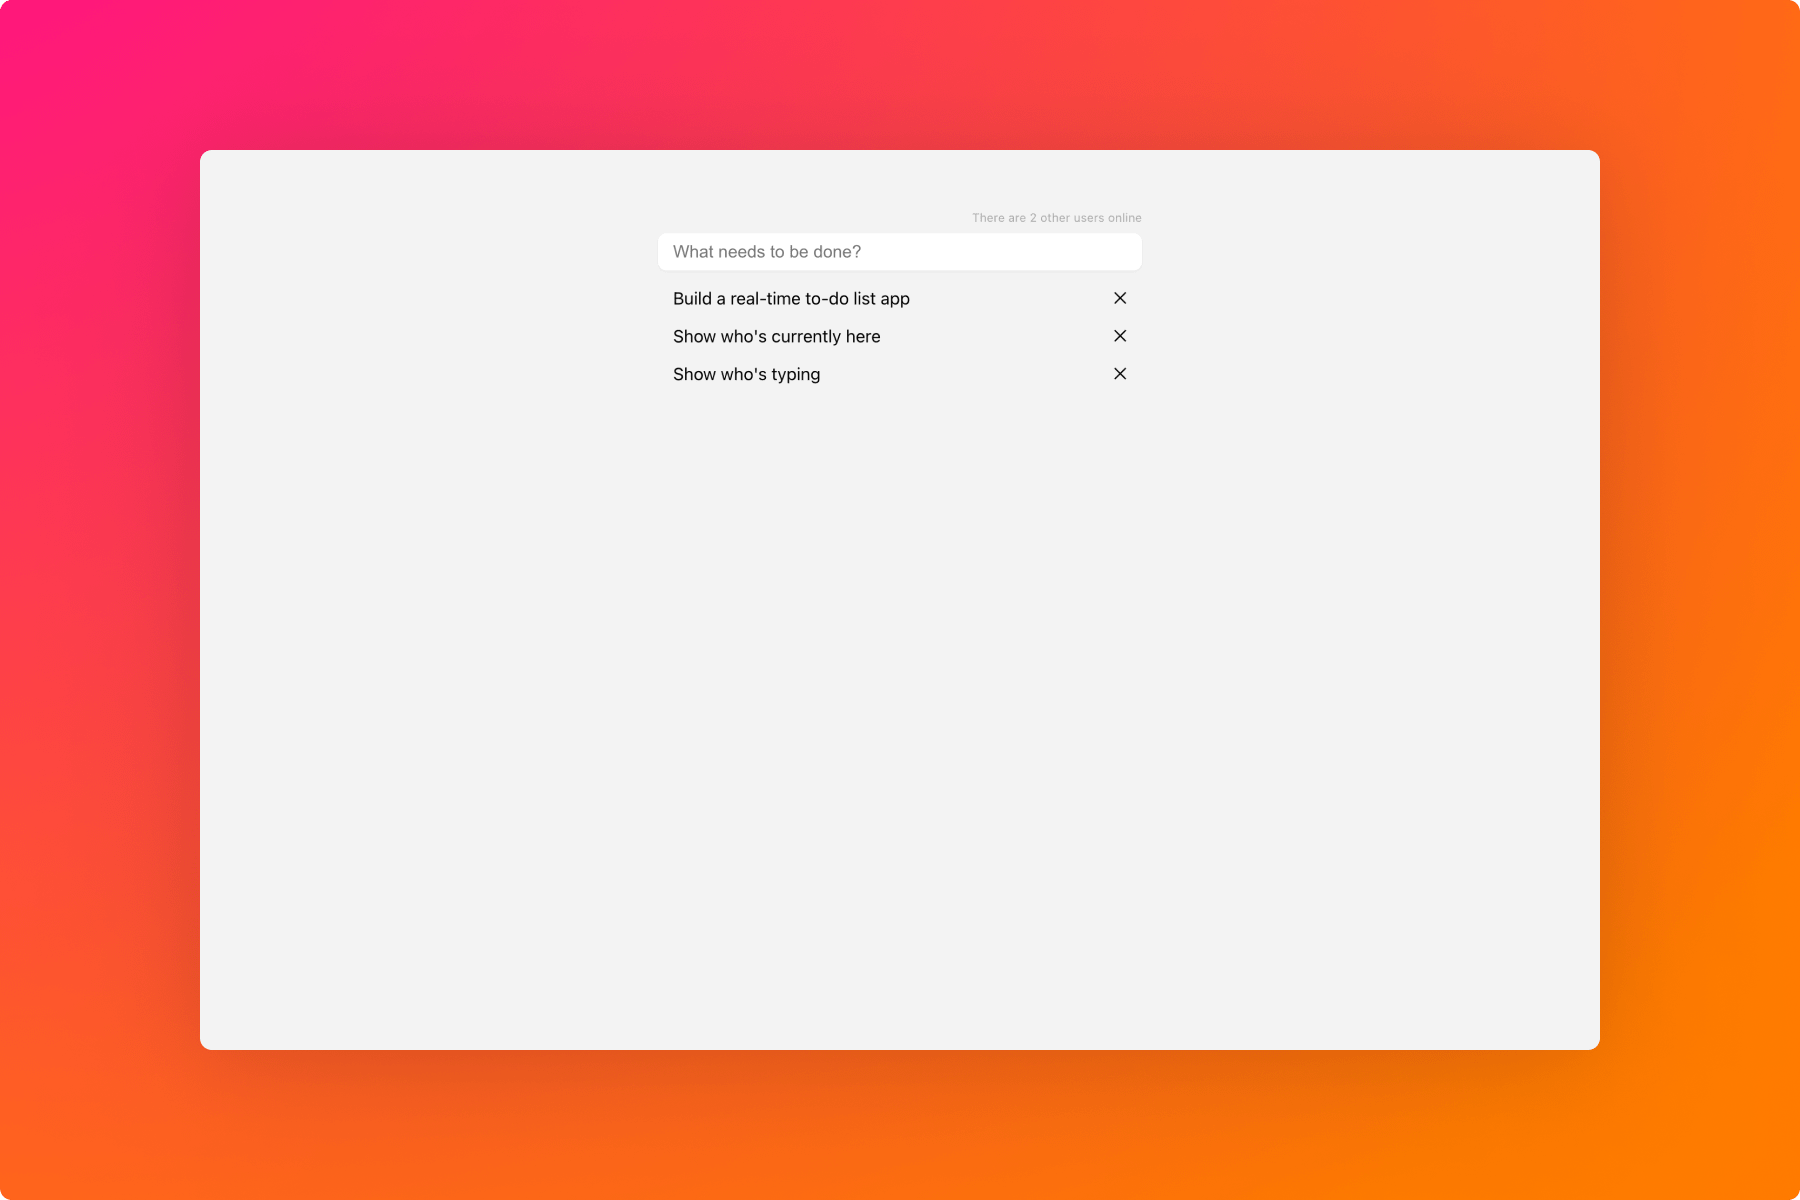 There are 2 other users online
What needs to be done?
Build a real-time to-do list app
Show who's currently here
Show who's typing